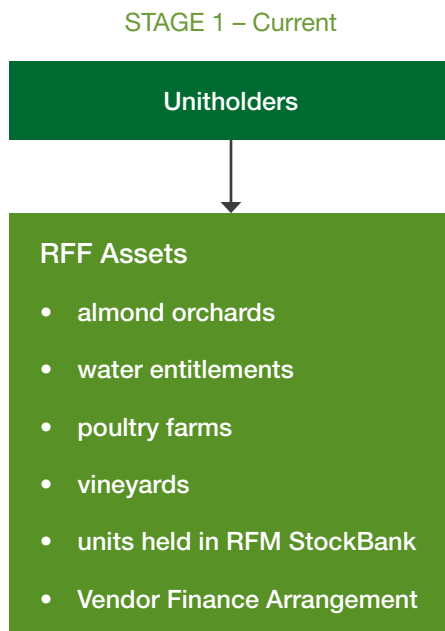 STAGE 1 – Current
Unitholders
RFF Assets
• almond orchards
• water entitlements
• poultry farms
• vineyards
• units held in RFM StockBank
• Vendor Finance Arrangement